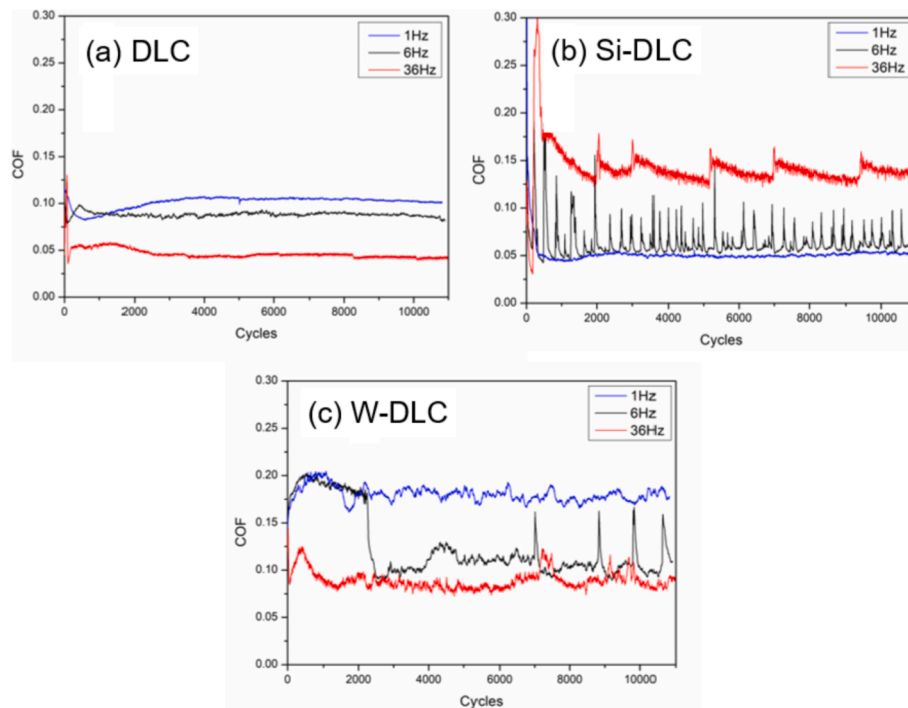 (a) DLC
1Hz
6Hz
36Hz
0.30
0.25
0.20
0.15
0.10
0.05
0.00
COF
0
2000
4000
6000
8000
10000
Cycles
(b) Si-DLC
1Hz
6Hz
36Hz
0.30
0.25
0.20
0.15
0.10
0.05
0.00
COF
0
2000
4000
6000
8000
10000
Cycles
(c) W-DLC
1Hz
6Hz
36Hz
0.30
0.25
0.20
0.15
0.10
0.05
0.00
COF
0
2000
4000
6000
8000
10000
Cycles